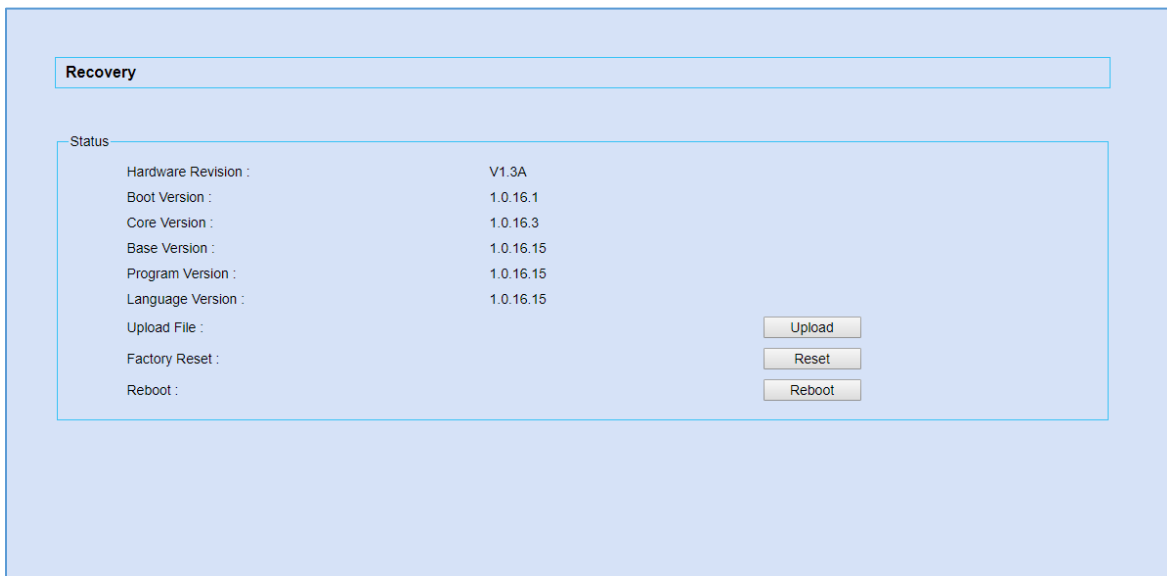 Recovery
Status
Hardware Revision : V1.3A
Boot Version : 1.0.16.1
Core Version : 1.0.16.3
Base Version : 1.0.16.15
Program Version : 1.0.16.15
Language Version : 1.0.16.15
Upload File : Upload
Factory Reset : Reset
Reboot : Reboot